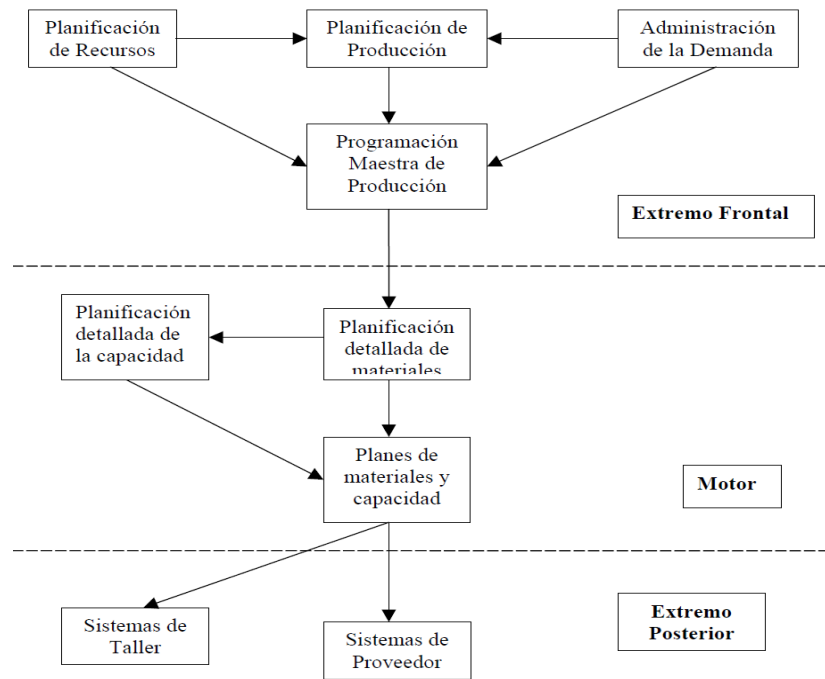 Planificación
de Recursos
Planificación de
Producción
Administración
de la Demanda
Programación
Maestra de
Producción
Extremo Frontal
Planificación
detallada de
la capacidad
Planificación
detallada de
materiales
Planes de
materiales y
capacidad
Motor
Sistemas de
Taller
Sistemas de
Proveedor
Extremo
Posterior